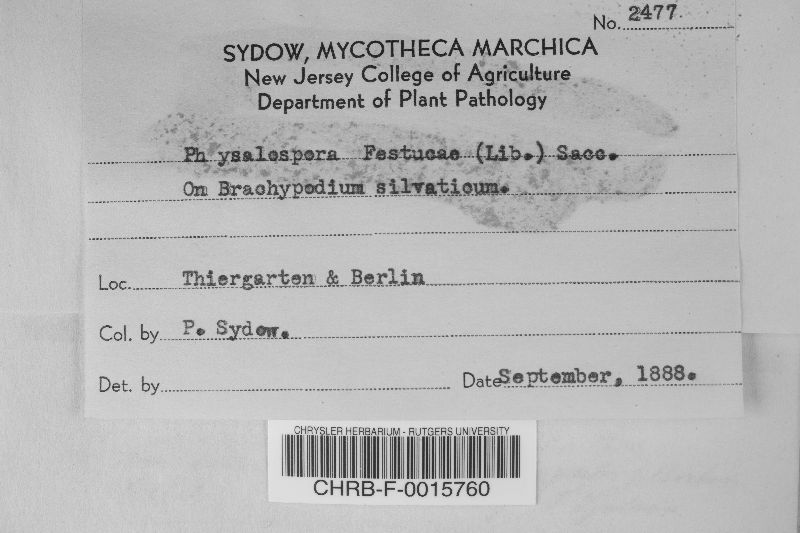 No. 2477.
SYDOW, MYCOTHECA MARCHICA
New Jersey College of Agriculture
Department of Plant Pathology
Physalospora Festucae (Lib.) Sacc.
On Brachypodium silvaticum.
Loc. Thiergarten & Berlin
Col. by P. Sydow.
Det. by
Date September, 1888.
CHRYSLER HERBARIUM - RUTGERS UNIVERSITY
CHRB-F-0015760